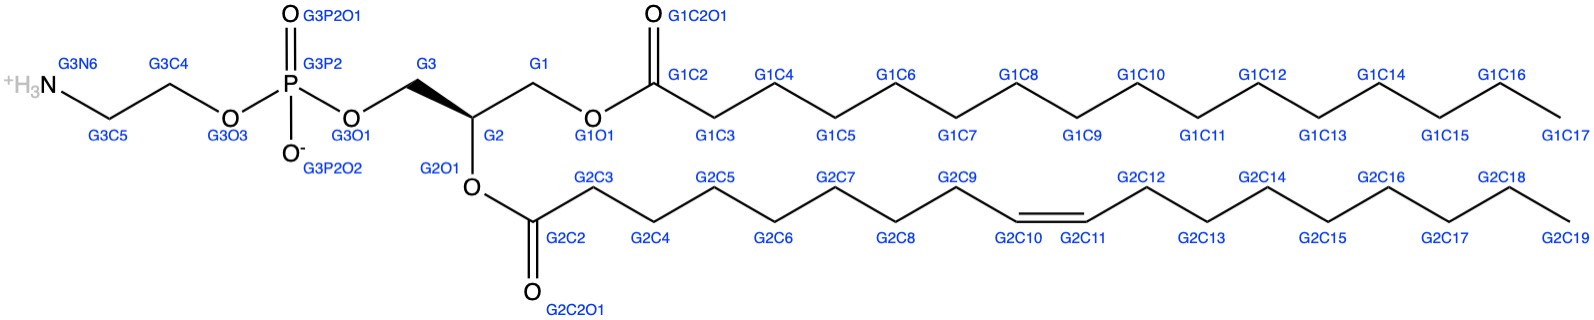 O G3P2O1 O G1C2O1
G3N6 G3C4 G3P2 G3 G1 G1C2 G1C4 G1C6 G1C8 G1C10 G1C12 G1C14 G1C16
+H3N P
O O O
G3C5 G3O3 G3O1 G2 G1O1 G1C3 G1C5 G1C7 G1C9 G1C11 G1C13 G1C15 G1C17
O-
G3P2O2 G2O1 G2C3 G2C5 G2C7 G2C9 G2C12 G2C14 G2C16 G2C18
O
G2C2 G2C4 G2C6 G2C8 G2C10 G2C11 G2C13 G2C15 G2C17 G2C19
O
G2C2O1